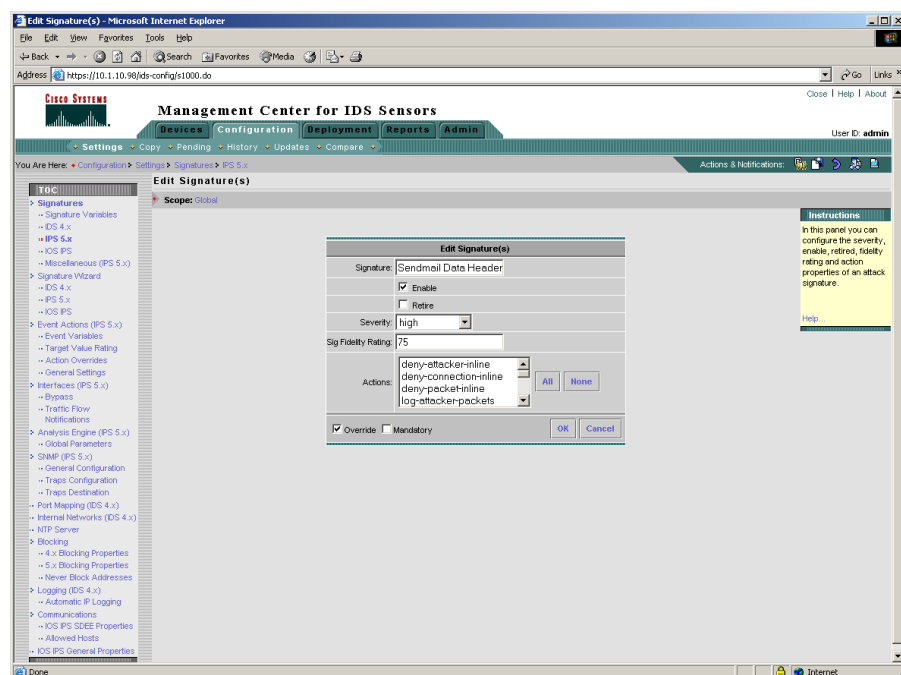 Edit Signature(s) - Microsoft Internet Explorer
File Edit View Favorites Tools Help
Back Search Favorites Media
Address https://10.1.10.98/ids-config/s1000.do Go Links »
Close | Help | About
CISCO SYSTEMS
Management Center for IDS Sensors
Devices Configuration Deployment Reports Admin
User ID: admin
Settings Copy Pending History Updates Compare
You Are Here: Configuration > Settings > Signatures > IPS 5.x
Actions & Notifications:
TOC
Signatures
Signature Variables
IDS 4.x
IPS 5.x
IOS IPS
Miscellaneous (IPS 5.x)
Signature Wizard
IDS 4.x
IPS 5.x
IOS IPS
Event Actions (IPS 5.x)
Event Variables
Target Value Rating
Action Overrides
General Settings
Interfaces (IPS 5.x)
Bypass
Traffic Flow
Notifications
Analysis Engine (IPS 5.x)
Global Parameters
SNMP (IPS 5.x)
General Configuration
Traps Configuration
Traps Destination
Port Mapping (IDS 4.x)
Internal Networks (IDS 4.x)
NTP Server
Blocking
4.x Blocking Properties
5.x Blocking Properties
Never Block Addresses
Logging (IDS 4.x)
Automatic IP Logging
Communications
IOS IPS SDEE Properties
Allowed Hosts
IOS IPS General Properties
Edit Signature(s)
Scope: Global
Edit Signature(s)
Signature: Sendmail Data Header
Enable
Retire
Severity: high
Sig Fidelity Rating: 75
Actions:
deny-attacker-inline
deny-connection-inline
deny-packet-inline
log-attacker-packets
All None
Override Mandatory OK Cancel
Instructions
In this panel you can
configure the severity,
enable, retired, fidelity
rating and action
properties of an attack
signature.
Help...
Done Internet